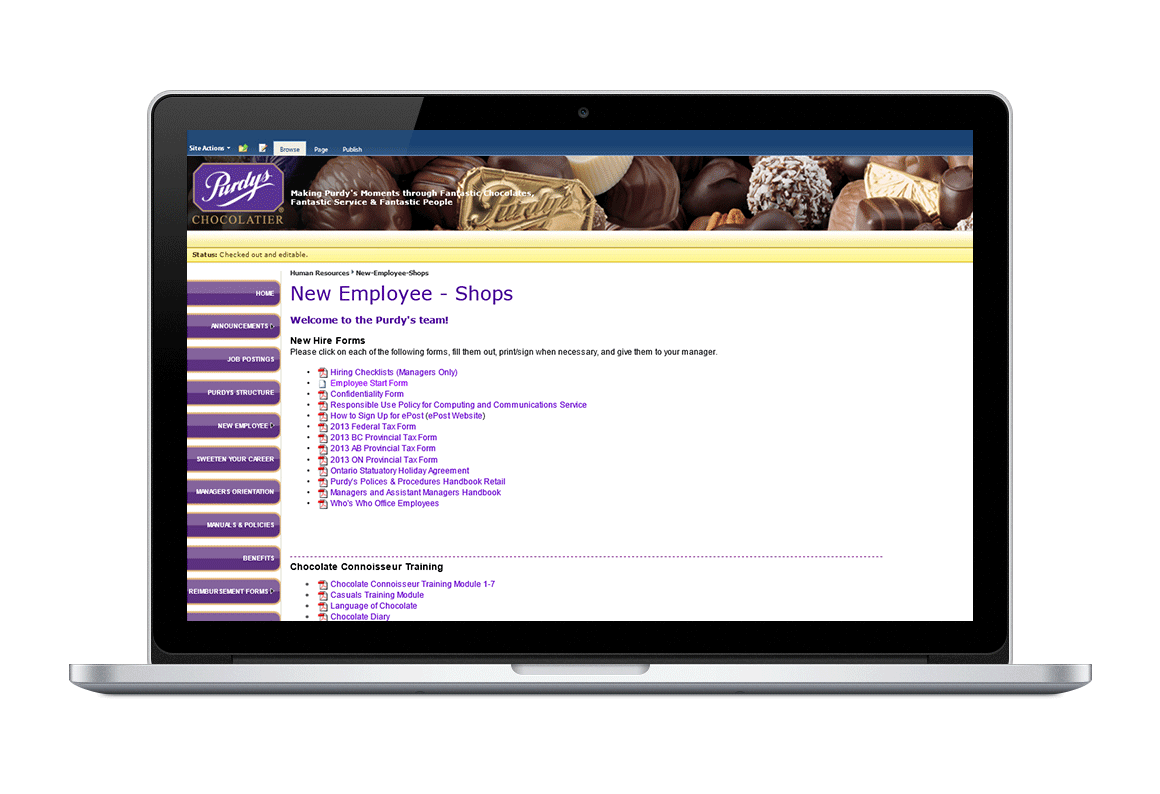 Site Actions Browse Page Publish
Purdys
CHOCOLATIER
Making Purdy's Moments through Fantastic Chocolates,
Fantastic Service & Fantastic People
Purdy's
Status: Checked out and editable.
Human Resources New-Employee-Shops
New Employee - Shops
Welcome to the Purdy's team!
New Hire Forms
Please click on each of the following forms, fill them out, print/sign when necessary, and give them to your manager.
Hiring Checklists (Managers Only)
Employee Start Form
Confidentiality Form
Responsible Use Policy for Computing and Communications Service
How to Sign Up for ePost (ePost Website)
2013 Federal Tax Form
2013 BC Provincial Tax Form
2013 AB Provincial Tax Form
2013 ON Provincial Tax Form
Ontario Statuatory Holiday Agreement
Purdy's Polices & Procedures Handbook Retail
Managers and Assistant Managers Handbook
Who's Who Office Employees
Chocolate Connoisseur Training
Chocolate Connoisseur Training Module 1-7
Casuals Training Module
Language of Chocolate
Chocolate Diary
HOME
ANNOUNCEMENTS
JOB POSTINGS
PURDYS STRUCTURE
NEW EMPLOYEE
SWEETEN YOUR CAREER
MANAGERS ORIENTATION
MANUALS & POLICIES
BENEFITS
REIMBURSEMENT FORMS